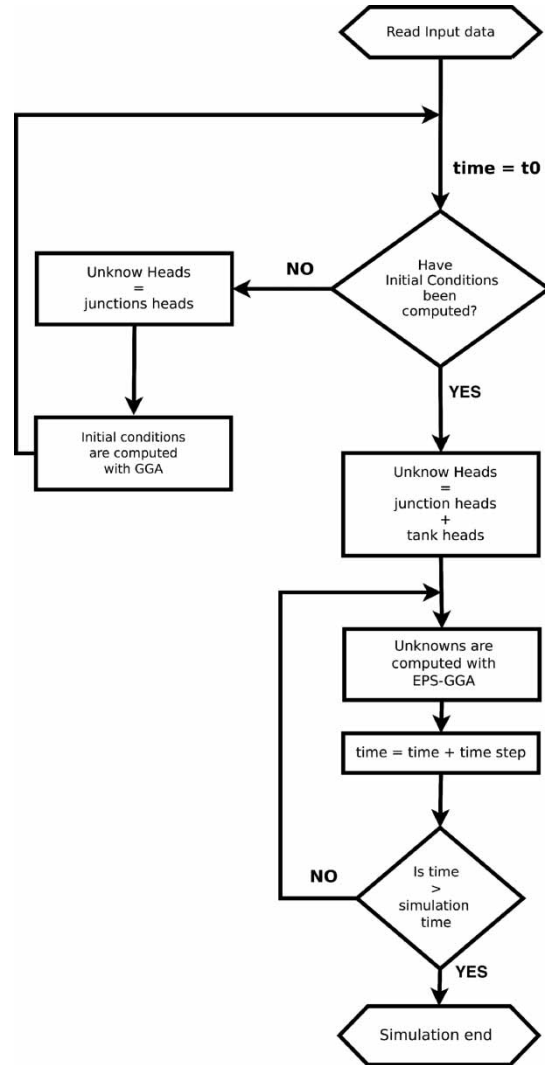 Read Input data
time = t0
Have
Initial Conditions
been
computed?
NO
Unknow Heads
=
junctions heads
Initial conditions
are computed
with GGA
YES
Unknow Heads
=
junction heads
+
tank heads
Unknowns are
computed with
EPS-GGA
time = time + time step
Is time
>
simulation
time
NO
YES
Simulation end